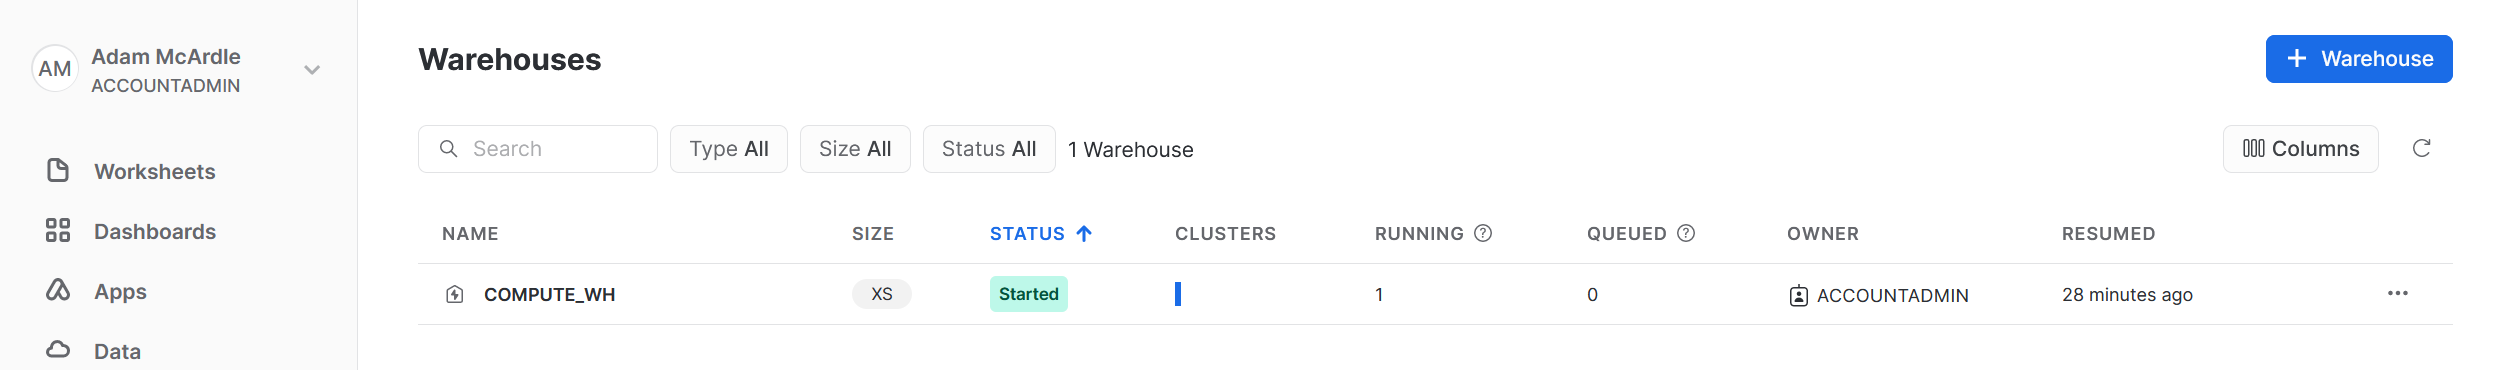 AM
Adam McArdle
ACCOUNTADMIN
Worksheets
Dashboards
Apps
Data
Warehouses
+ Warehouse
Search
Type All
Size All
Status All
1 Warehouse
Columns
NAME SIZE STATUS CLUSTERS RUNNING QUEUED OWNER RESUMED
COMPUTE_WH XS Started 1 0 ACCOUNTADMIN 28 minutes ago